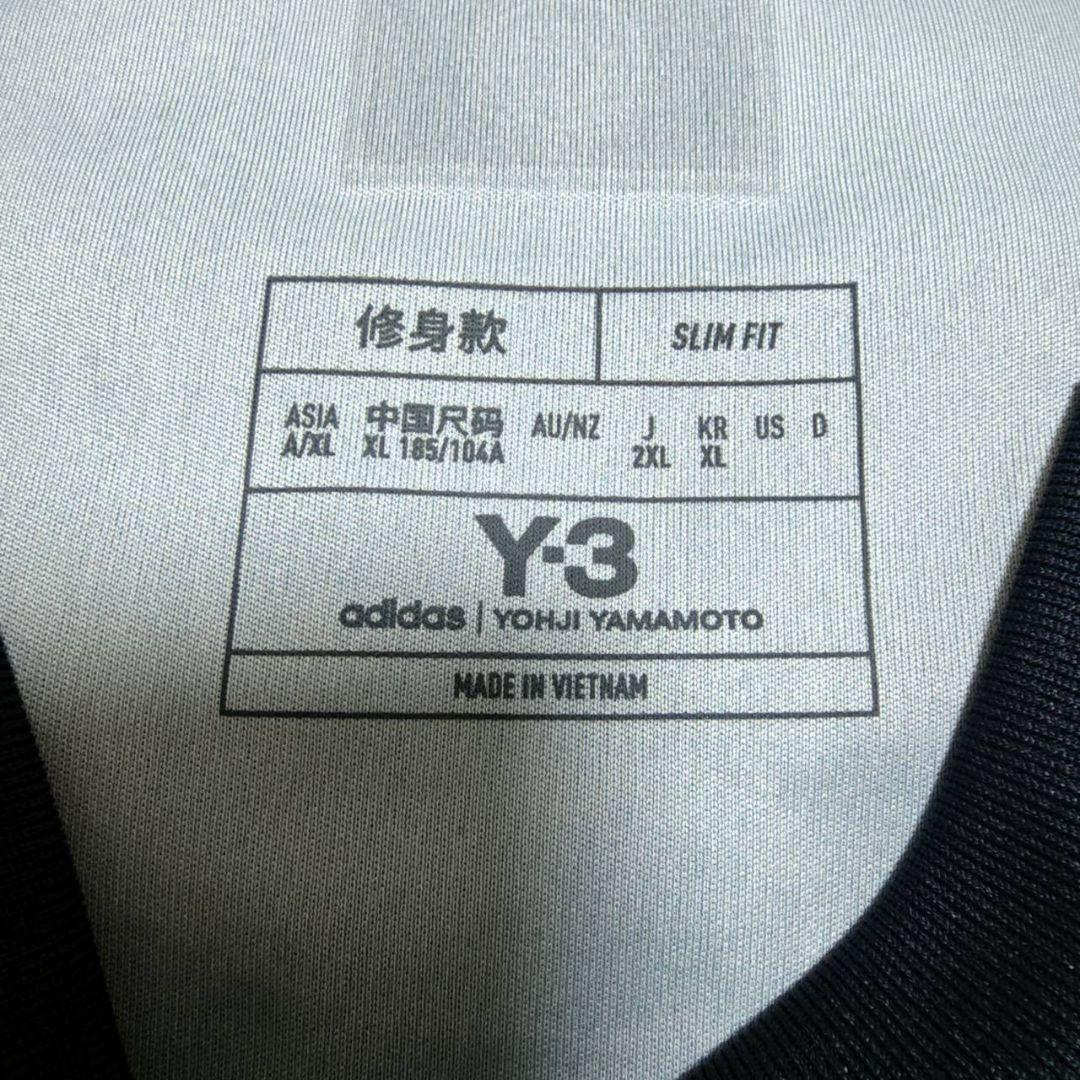 修身款 SLIM FIT
ASIA 中国尺码 AU/NZ J KR US D
A/XL XL 185/104A 2XL XL
Y-3
adidas | YOHJI YAMAMOTO
MADE IN VIETNAM